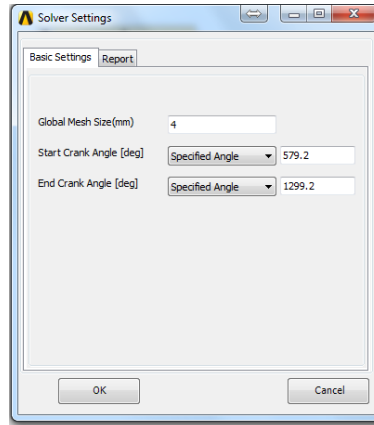 Solver Settings
Basic Settings Report
Global Mesh Size(mm) 4
Start Crank Angle [deg] Specified Angle 579.2
End Crank Angle [deg] Specified Angle 1299.2
OK Cancel